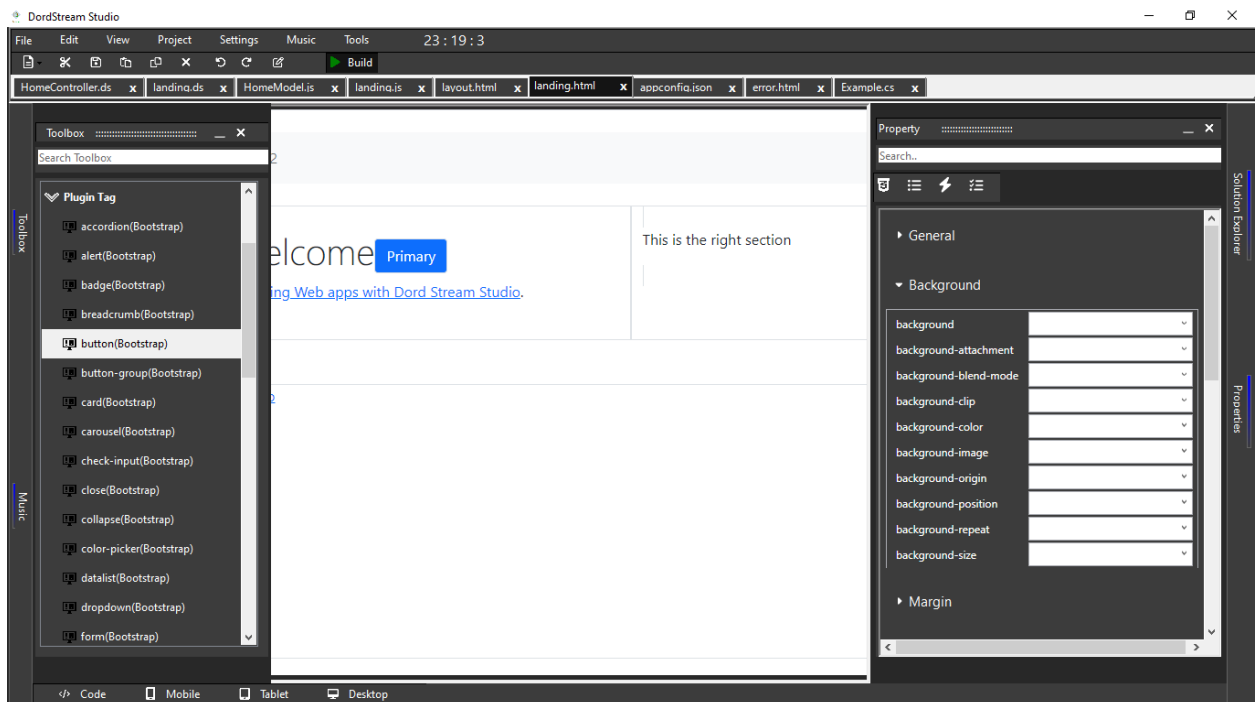 DordStream Studio
File Edit View Project Settings Music Tools 23:19:3
Build
HomeController.ds x landing.ds x HomeModel.js x landing.js x layout.html x landing.html x appconfig.json x error.html x Example.cs x
Toolbox
Search Toolbox
Plugin Tag
accordion(Bootstrap)
alert(Bootstrap)
badge(Bootstrap)
breadcrumb(Bootstrap)
button(Bootstrap)
button-group(Bootstrap)
card(Bootstrap)
carousel(Bootstrap)
check-input(Bootstrap)
close(Bootstrap)
collapse(Bootstrap)
color-picker(Bootstrap)
datalist(Bootstrap)
dropdown(Bootstrap)
form(Bootstrap)
Toolbox
Music
2
elcome Primary
ing Web apps with Dord Stream Studio.
This is the right section
Property
Search..
General
Background
background
background-attachment
background-blend-mode
background-clip
background-color
background-image
background-origin
background-position
background-repeat
background-size
Margin
Solution Explorer
Properties
Code Mobile Tablet Desktop